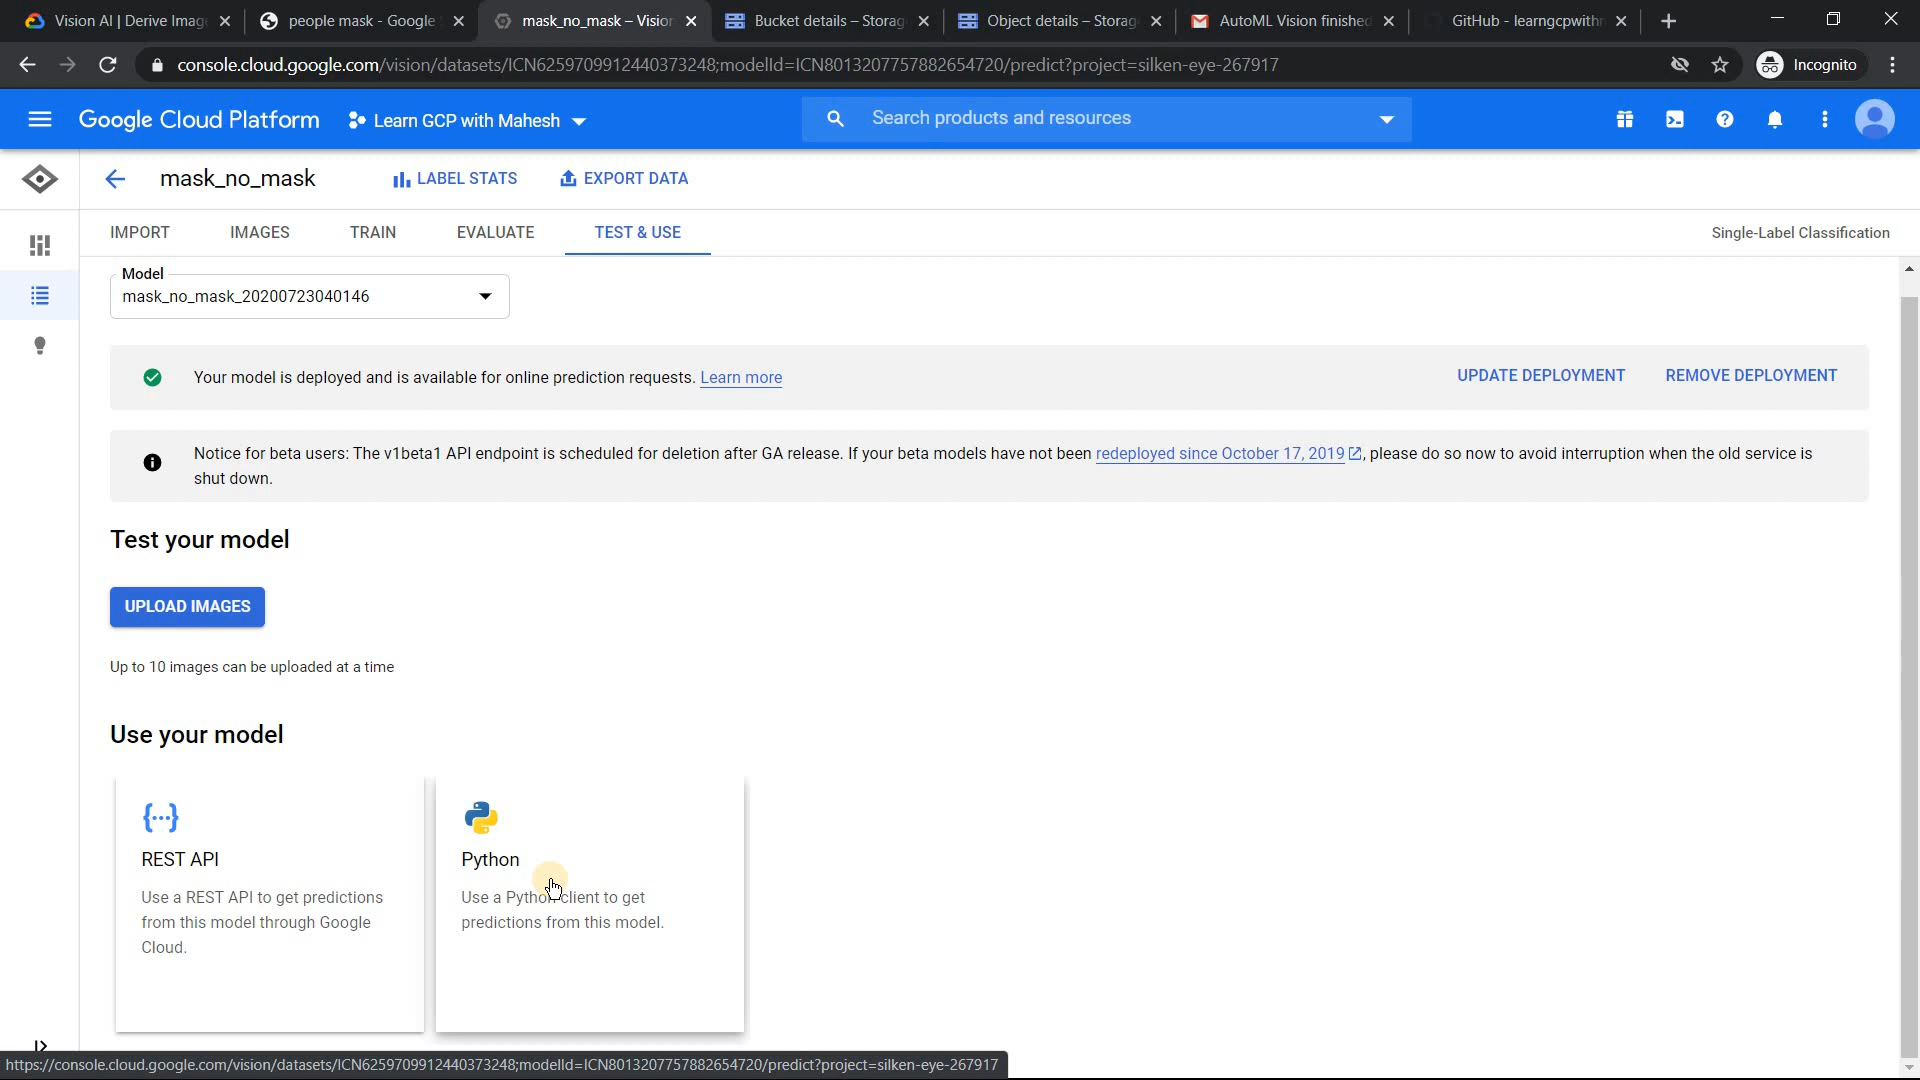 Vision AI | Derive Image
people mask - Google
mask_no_mask – Vision
Bucket details – Storag
Object details – Storag
AutoML Vision finished
GitHub - learngcpwith
console.cloud.google.com/vision/datasets/ICN6259709912440373248;modelId=ICN8013207757882654720/predict?project=silken-eye-267917
Incognito
Google Cloud Platform
Learn GCP with Mahesh
Search products and resources
mask_no_mask
LABEL STATS
EXPORT DATA
IMPORT
IMAGES
TRAIN
EVALUATE
TEST & USE
Single-Label Classification
Model
mask_no_mask_20200723040146
Your model is deployed and is available for online prediction requests. Learn more
UPDATE DEPLOYMENT
REMOVE DEPLOYMENT
Notice for beta users: The v1beta1 API endpoint is scheduled for deletion after GA release. If your beta models have not been redeployed since October 17, 2019, please do so now to avoid interruption when the old service is
shut down.
Test your model
UPLOAD IMAGES
Up to 10 images can be uploaded at a time
Use your model
REST API
Use a REST API to get predictions
from this model through Google
Cloud.
Python
Use a Python client to get
predictions from this model.
https://console.cloud.google.com/vision/datasets/ICN6259709912440373248;modelId=ICN8013207757882654720/predict?project=silken-eye-267917